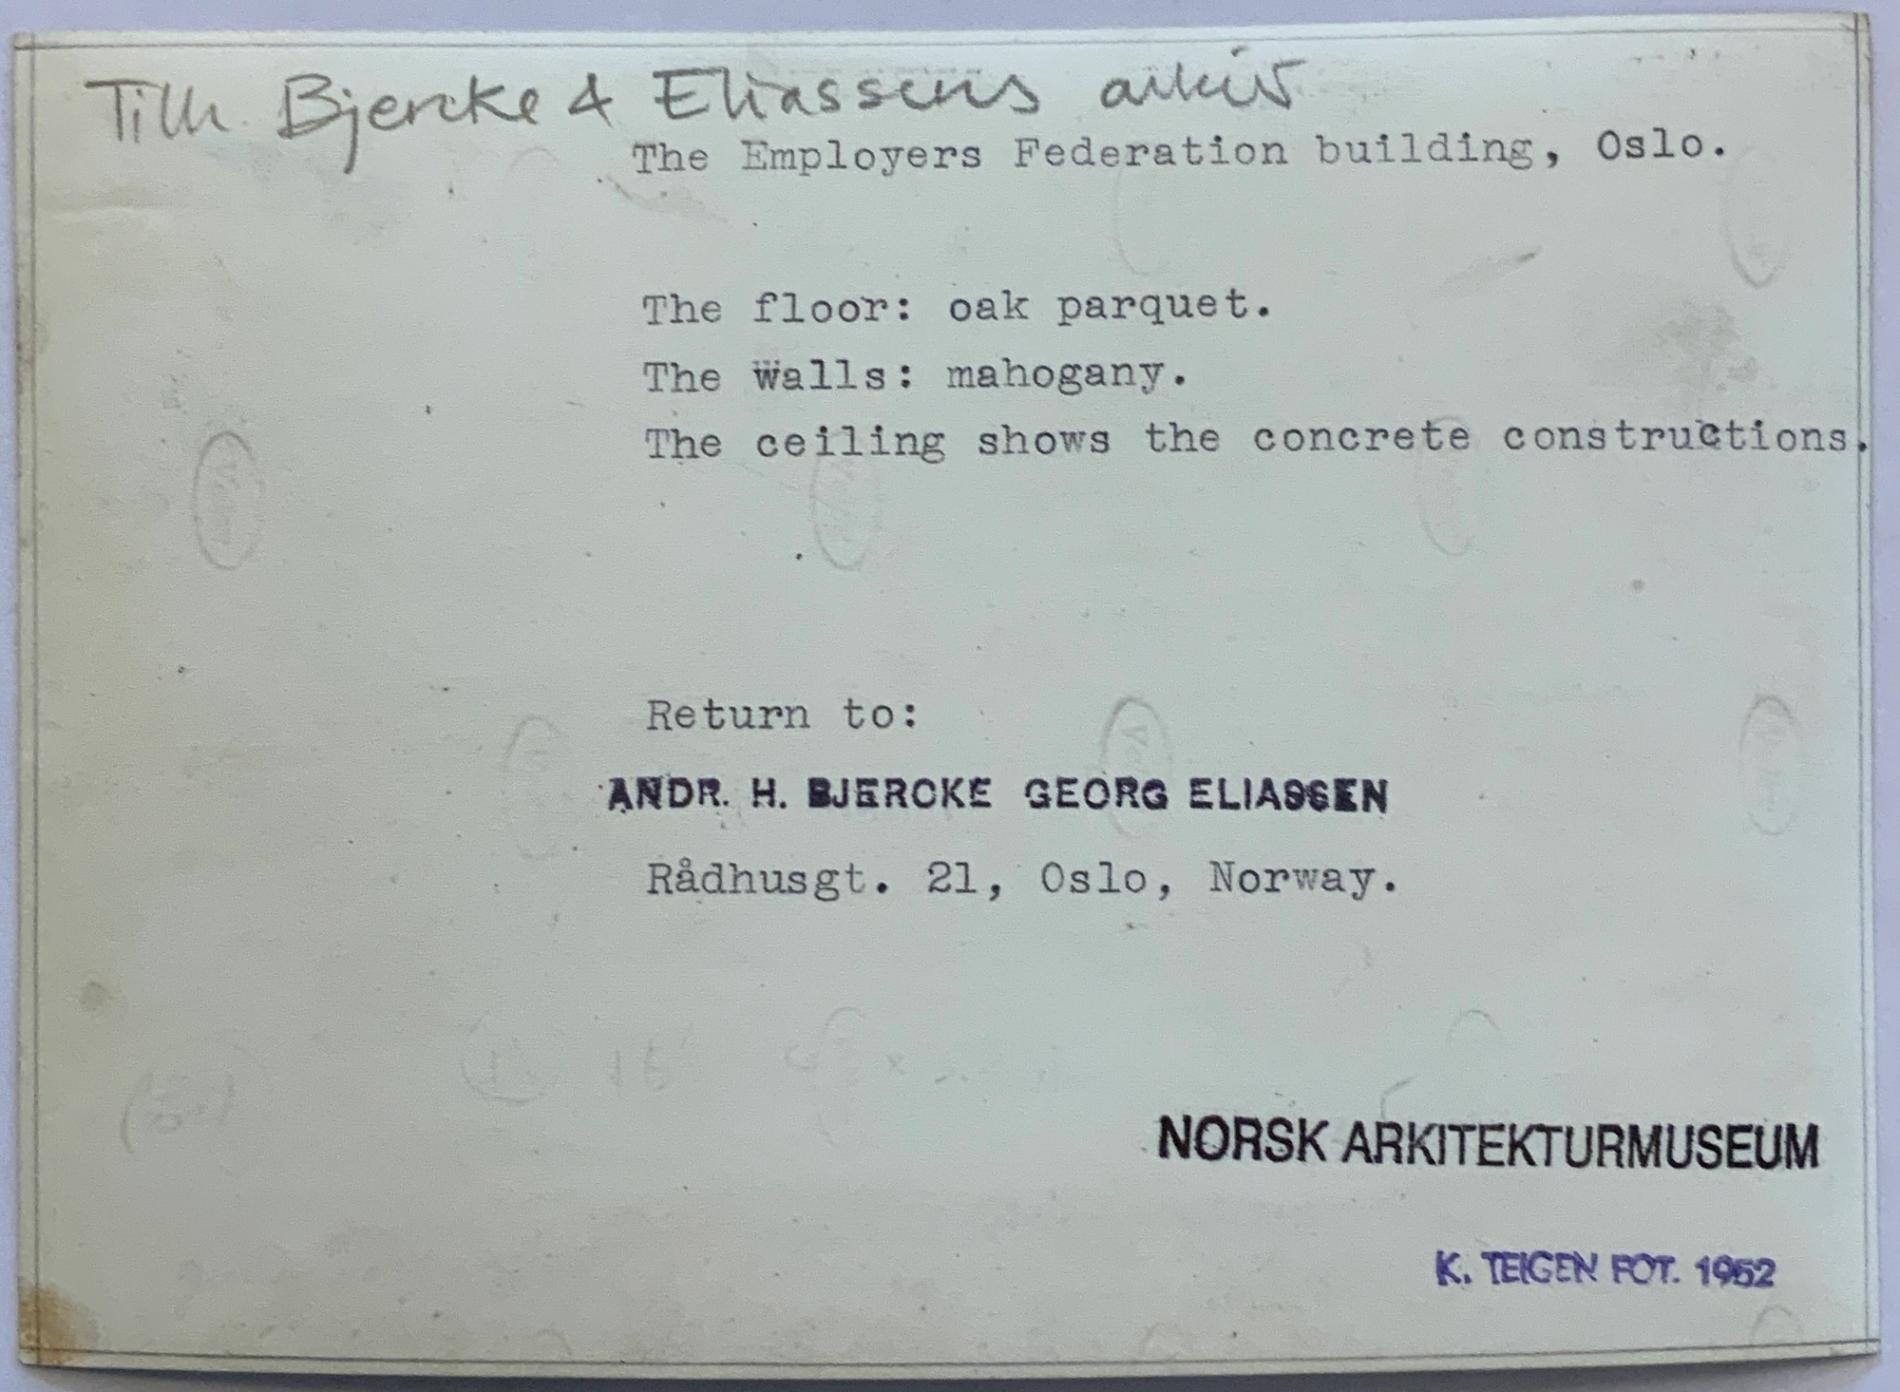 Tilh. Bjercke & Eliassens arkiv
The Employers Federation building, Oslo.
The floor: oak parquet.
The walls: mahogany.
The ceiling shows the concrete constructions.
Return to:
ANDR. H. BJERCKE GEORG ELIASSEN
Rådhusgt. 21, Oslo, Norway.
NORSK ARKITEKTURMUSEUM
K. TEIGEN FOT. 1952